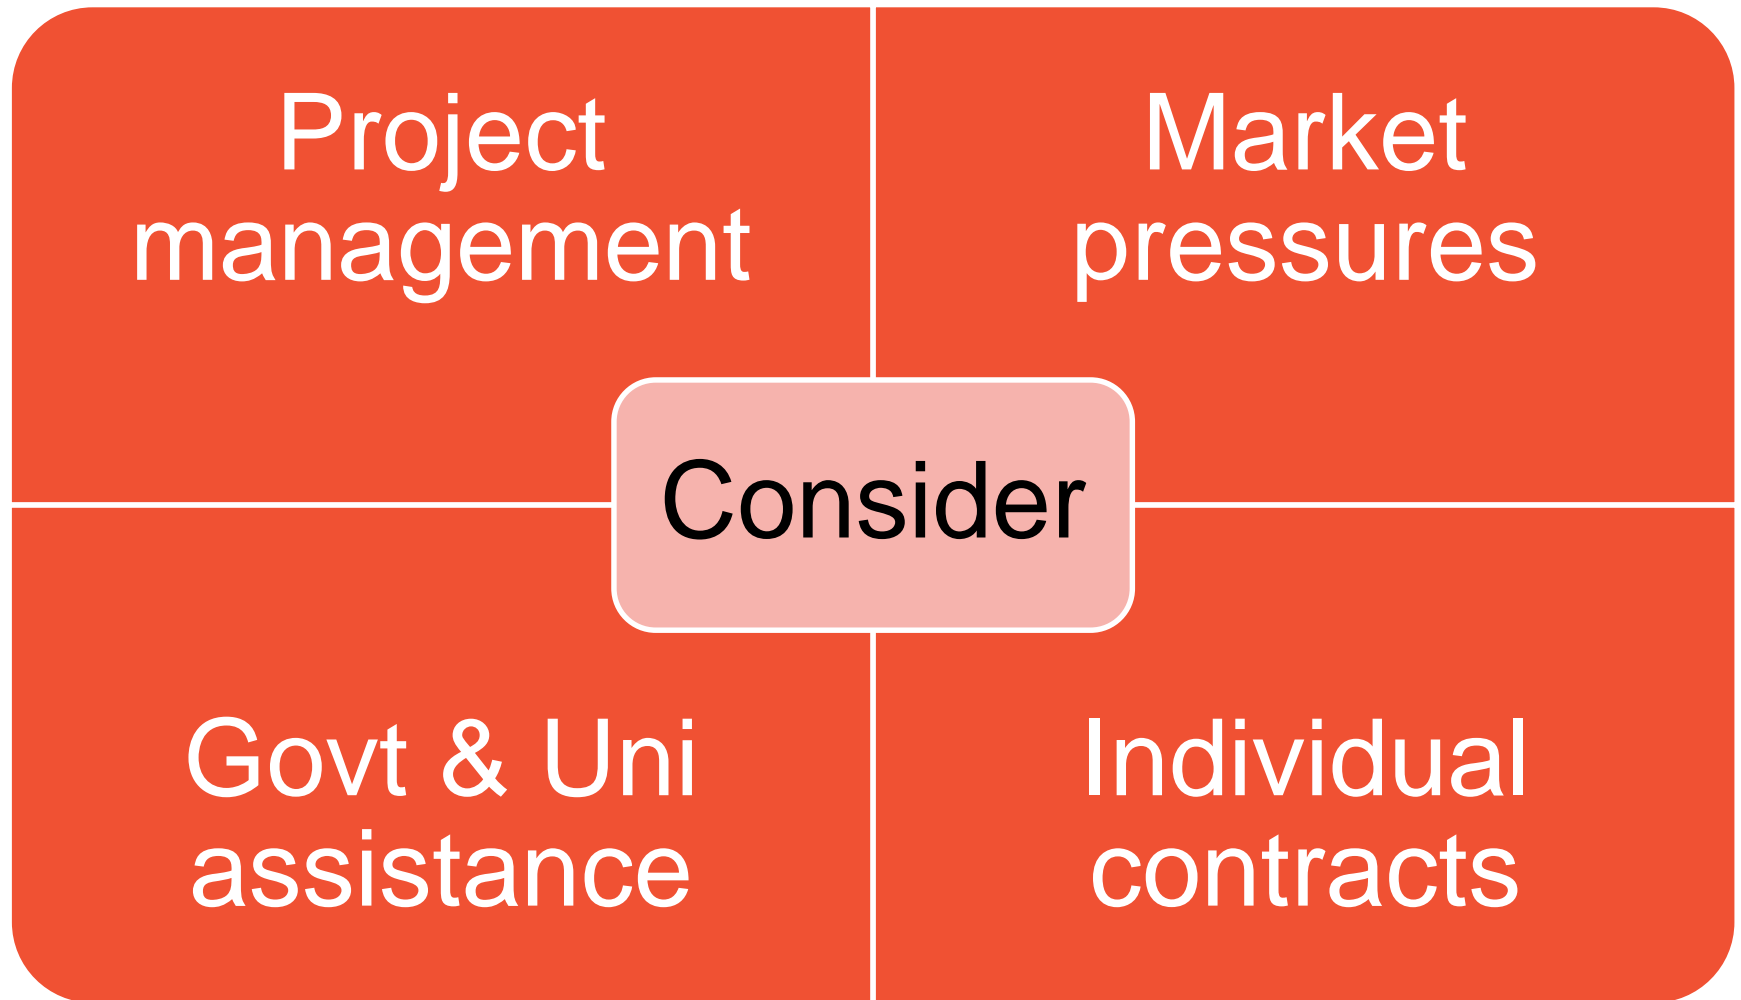 Project
management
Market
pressures
Consider
Govt & Uni
assistance
Individual
contracts